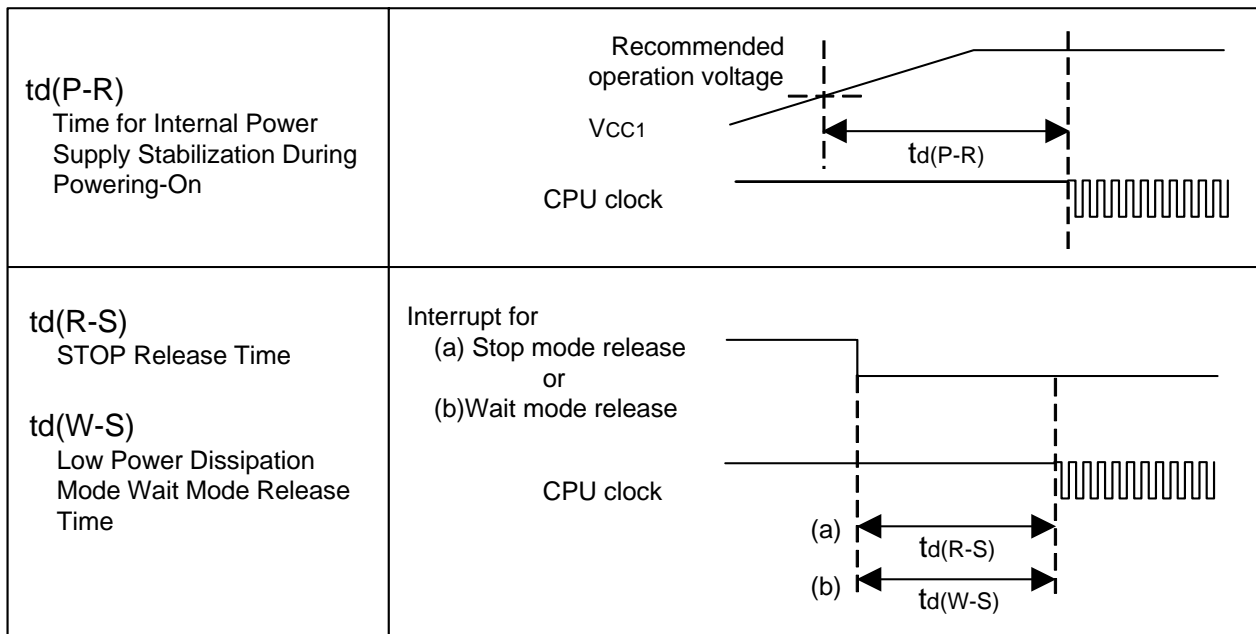 td(P-R)
Time for Internal Power
Supply Stabilization During
Powering-On
Recommended
operation voltage
VCC1
td(P-R)
CPU clock
td(R-S)
STOP Release Time
td(W-S)
Low Power Dissipation
Mode Wait Mode Release
Time
Interrupt for
(a) Stop mode release
or
(b)Wait mode release
CPU clock
(a)
td(R-S)
(b)
td(W-S)